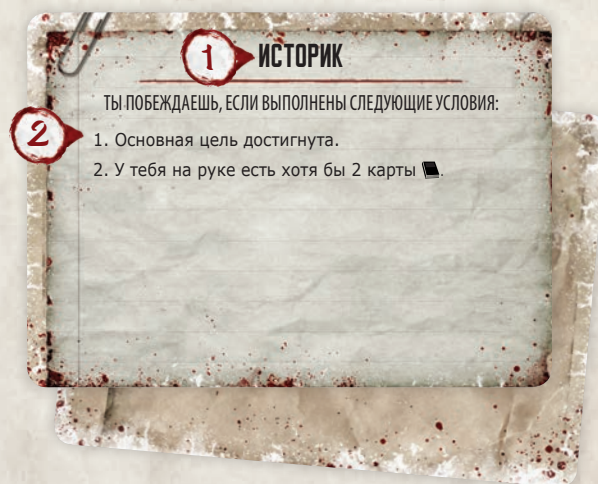 1 ИСТОРИК
ТЫ ПОБЕЖДАЕШЬ, ЕСЛИ ВЫПОЛНЕНЫ СЛЕДУЮЩИЕ УСЛОВИЯ:
2 1. Основная цель достигнута.
2. У тебя на руке есть хотя бы 2 карты .